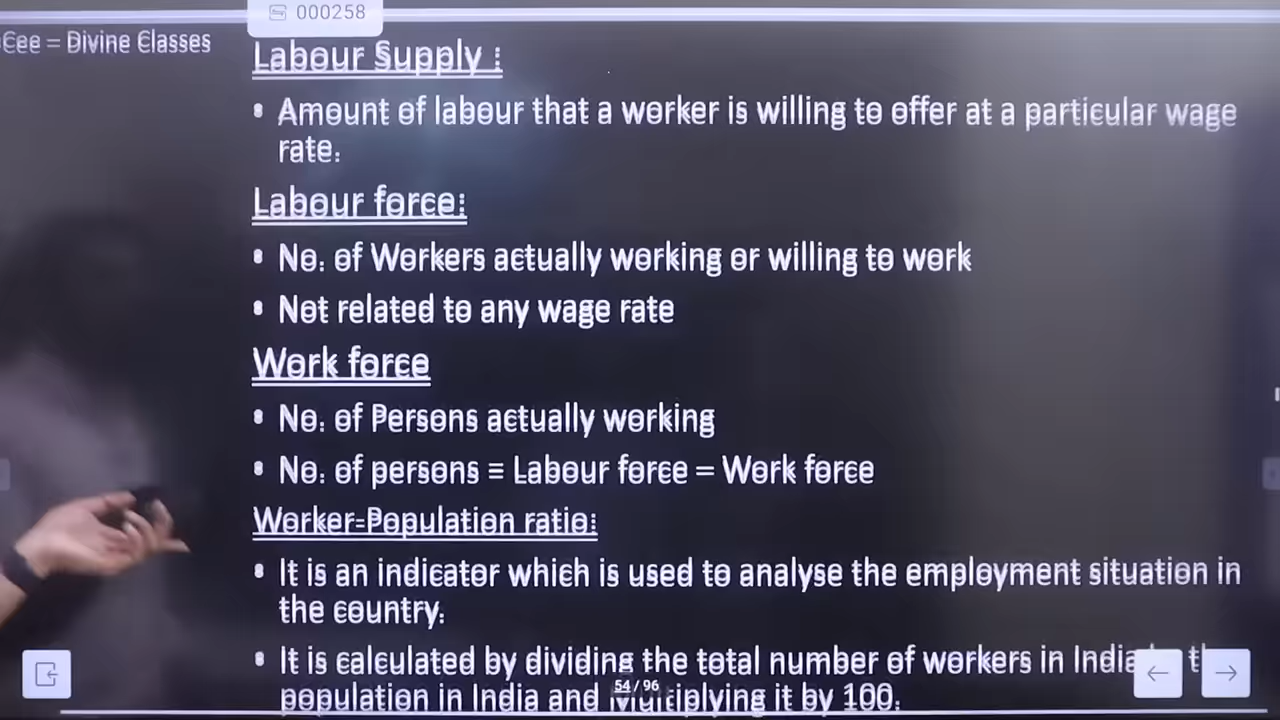 000258
Cee = Divine Classes
Labour Supply :
• Amount of labour that a worker is willing to offer at a particular wage
rate.
Labour force:
• No. of Workers actually working or willing to work
• Not related to any wage rate
Work force
• No. of Persons actually working
• No. of persons = Labour force – Work force
Worker-Population ratio:
• It is an indicator which is used to analyse the employment situation in
the country.
• It is calculated by dividing the total number of workers in India
population in India and Multiplying it by 100.
54 / 96